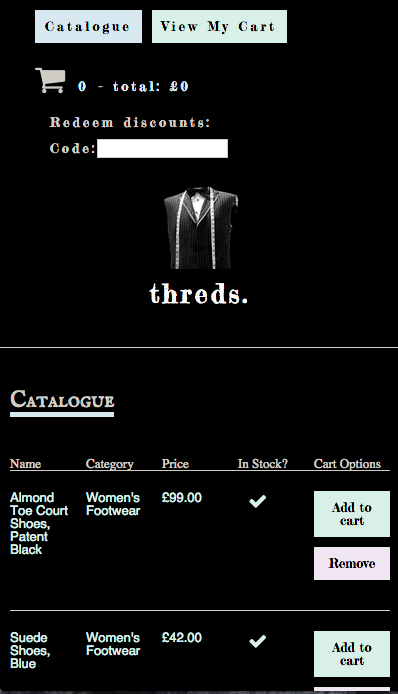 Catalogue View My Cart
0 - total: £0
Redeem discounts:
Code:
threds.
Catalogue
Name Category Price In Stock? Cart Options
Almond Toe Court Shoes, Patent Black
Women's Footwear
£99.00
Add to cart
Remove
Suede Shoes, Blue
Women's Footwear
£42.00
Add to cart